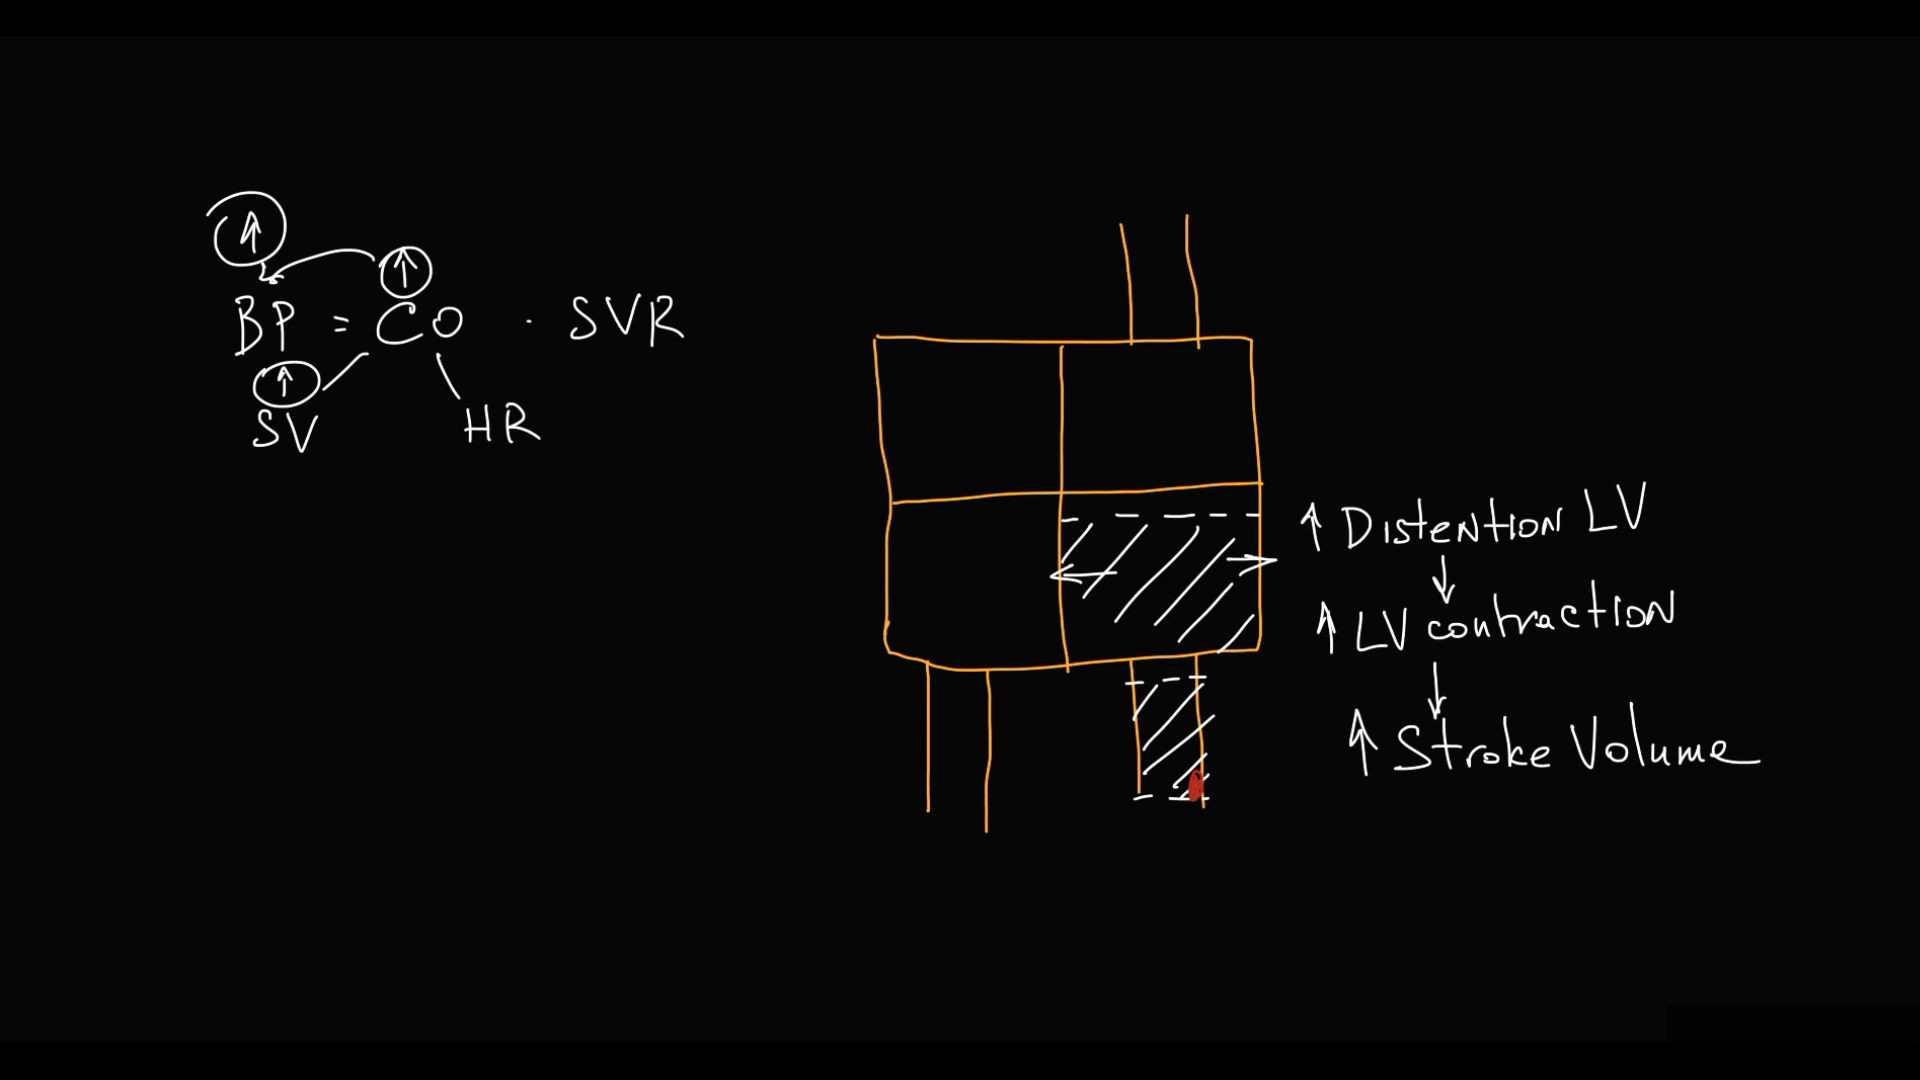 ↑ ↑
BP = CO · SVR
↑
SV HR
↑ Distention LV
↓
↑ LV contraction
↓
↑ Stroke Volume